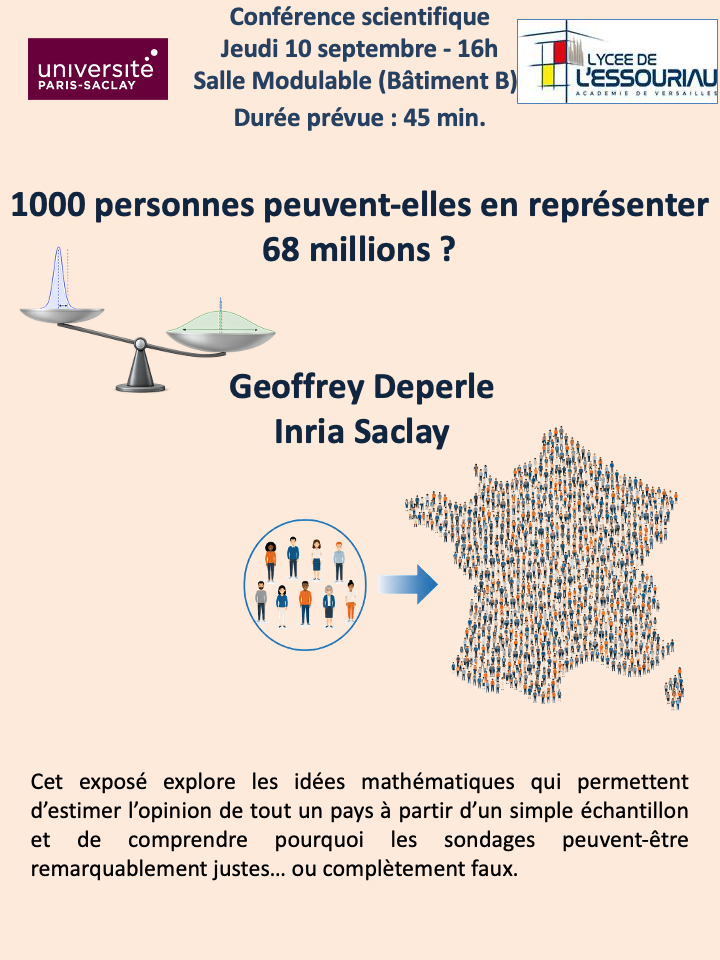 Conférence scientifique
Jeudi 10 septembre - 16h
Salle Modulable (Bâtiment B)
Durée prévue : 45 min.
université
PARIS-SACLAY
LYCEE DE
L'ESSOURIAU
ACADEMIE DE VERSAILLES
1000 personnes peuvent-elles en représenter
68 millions ?
Geoffrey Deperle
Inria Saclay
Cet exposé explore les idées mathématiques qui permettent
d’estimer l’opinion de tout un pays à partir d’un simple échantillon
et de comprendre pourquoi les sondages peuvent-être
remarquablement justes… ou complètement faux.